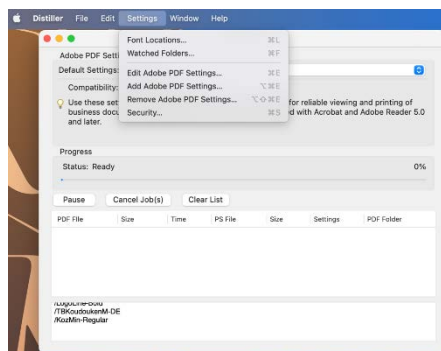 Distiller File Edit Settings Window Help
Font Locations... ⌘L
Watched Folders... ⌘F
Adobe PDF Setti
Default Settings:
Edit Adobe PDF Settings... ⌘E
Compatibility:
Add Adobe PDF Settings... ⌥⌘E
Use these set
Remove Adobe PDF Settings... ⌥⇧⌘E
for reliable viewing and printing of
business docu
Security... ⌘S
d with Acrobat and Adobe Reader 5.0
and later.
Progress
Status: Ready 0%
Pause Cancel Job(s) Clear List
PDF File Size Time PS File Size Settings PDF Folder
/LogoLine-Bold
/TBKoudoukenM-DE
/KozMin-Regular